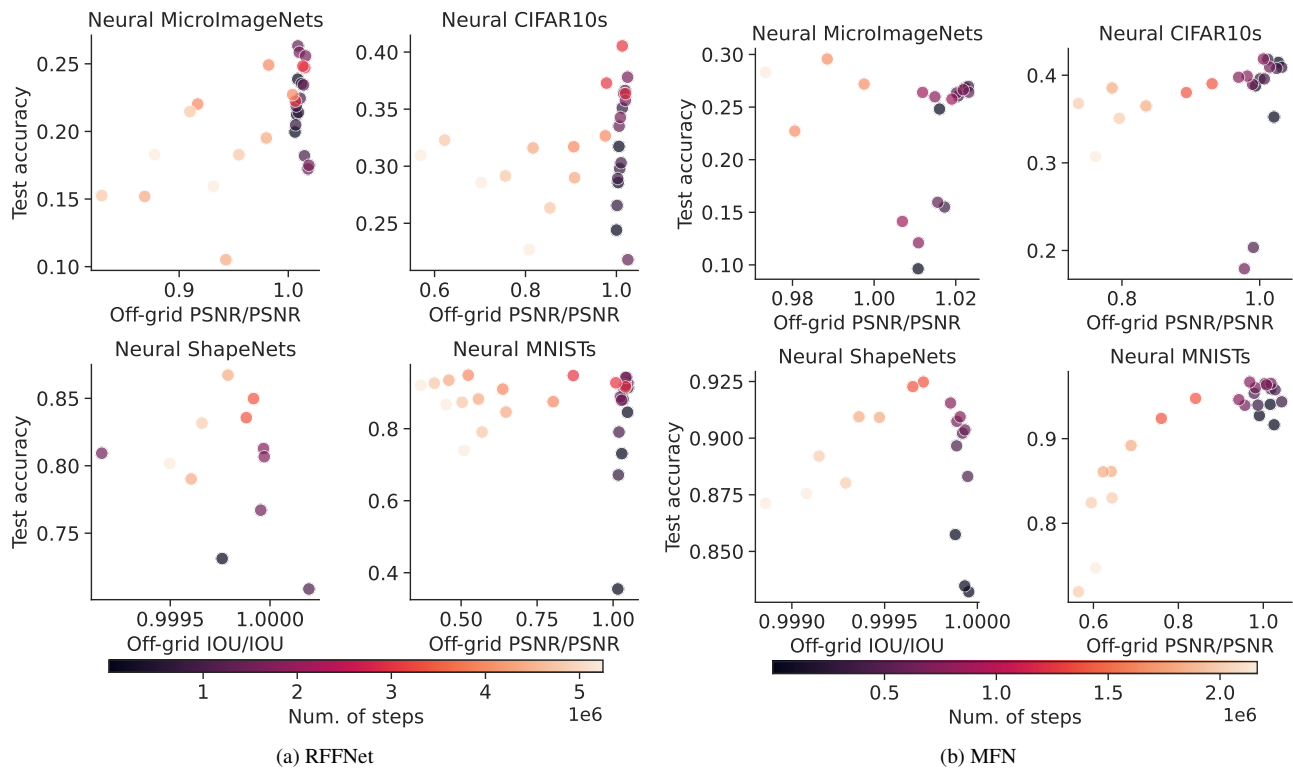 Neural MicroImageNets
Neural CIFAR10s
Test accuracy
0.25
0.20
0.15
0.10
0.9
1.0
Off-grid PSNR/PSNR
0.40
0.35
0.30
0.25
0.6
0.8
1.0
Off-grid PSNR/PSNR
Neural ShapeNets
Neural MNISTs
Test accuracy
0.85
0.80
0.75
0.9995
1.0000
Off-grid IOU/IOU
0.8
0.6
0.4
0.50
0.75
1.00
Off-grid PSNR/PSNR
1
2
3
4
5
1e6
Num. of steps
(a) RFFNet
Neural MicroImageNets
Neural CIFAR10s
Test accuracy
0.30
0.25
0.20
0.15
0.10
0.98
1.00
1.02
Off-grid PSNR/PSNR
0.4
0.3
0.2
0.8
1.0
Off-grid PSNR/PSNR
Neural ShapeNets
Neural MNISTs
Test accuracy
0.925
0.900
0.875
0.850
0.9990
0.9995
1.0000
Off-grid IOU/IOU
0.9
0.8
0.6
0.8
1.0
Off-grid PSNR/PSNR
0.5
1.0
1.5
2.0
1e6
Num. of steps
(b) MFN